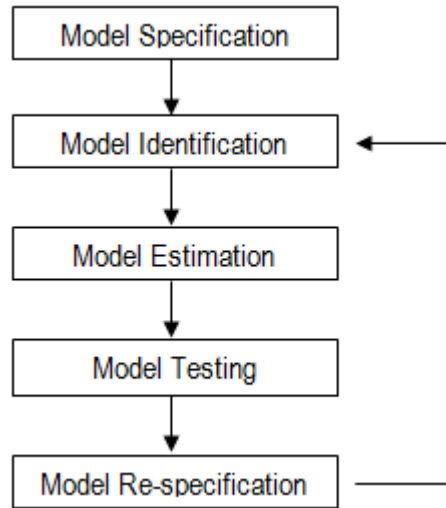 Model Specification
Model Identification
Model Estimation
Model Testing
Model Re-specification